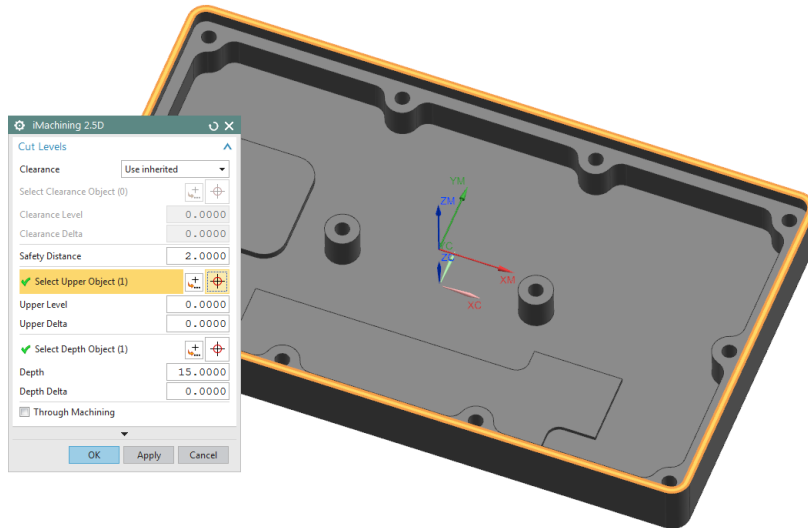 iMachining 2.5D
Cut Levels
Clearance Use inherited
Select Clearance Object (0)
Clearance Level 0.0000
Clearance Delta 0.0000
Safety Distance 2.0000
Select Upper Object (1)
Upper Level 0.0000
Upper Delta 0.0000
Select Depth Object (1)
Depth 15.0000
Depth Delta 0.0000
Through Machining
OK Apply Cancel
YM
ZM
XM
XC